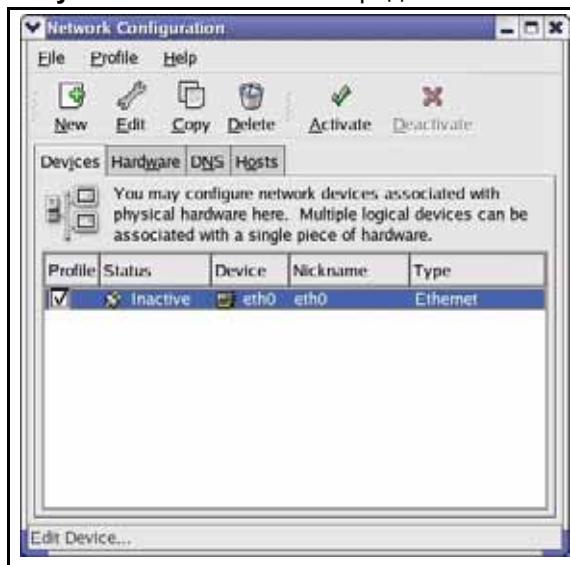 Network Configuration
File Profile Help
New Edit Copy Delete Activate Deactivate
Devices Hardware DNS Hosts
You may configure network devices associated with
physical hardware here. Multiple logical devices can be
associated with a single piece of hardware.
Profile Status Device Nickname Type
Inactive eth0 eth0 Ethernet
Edit Device...